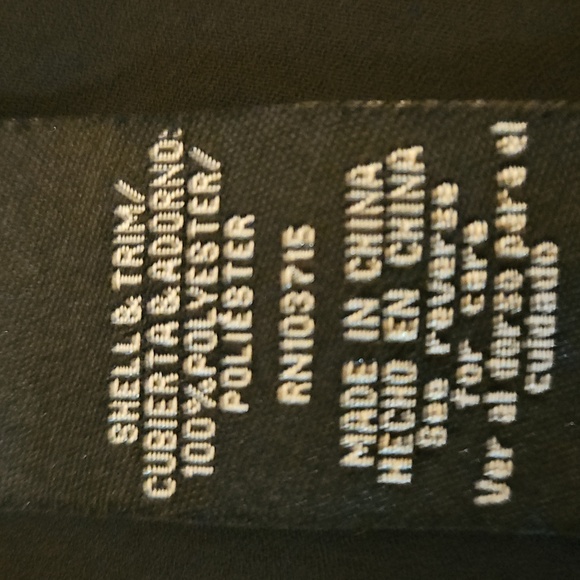 SHELL & TRIM/
CUBIERTA & ADORNO:
100% POLYESTER/
POLIESTER
RN103715
MADE IN CHINA
HECHO EN CHINA
See reverse
for care
Ver al derso para el
cuidado